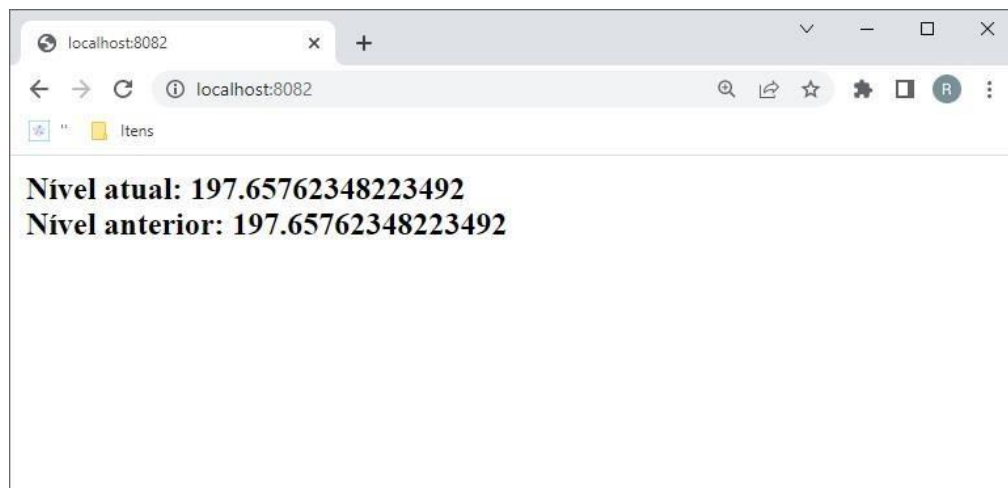 localhost:8082
localhost:8082
R
"
Itens
Nível atual: 197.65762348223492
Nível anterior: 197.65762348223492